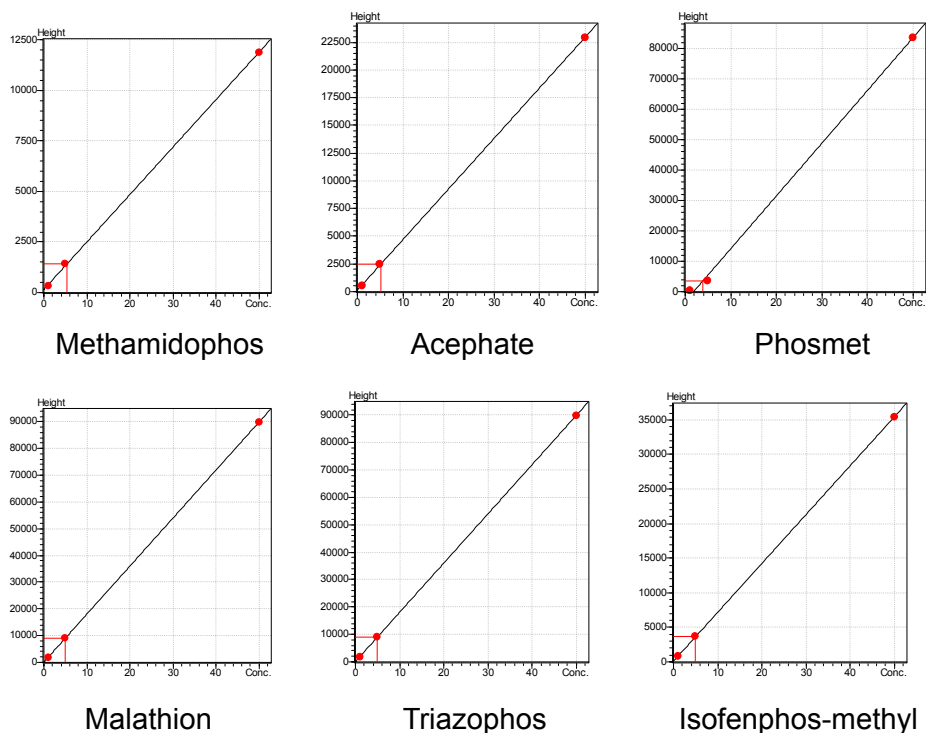 Height
12500
10000
7500
5000
2500
0
0 10 20 30 40 Conc.
Methamidophos
Height
22500
20000
17500
15000
12500
10000
7500
5000
2500
0
0 10 20 30 40 Conc.
Acephate
Height
80000
70000
60000
50000
40000
30000
20000
10000
0
0 10 20 30 40 Conc.
Phosmet
Height
90000
80000
70000
60000
50000
40000
30000
20000
10000
0
0 10 20 30 40 Conc.
Malathion
Height
90000
80000
70000
60000
50000
40000
30000
20000
10000
0
0 10 20 30 40 Conc.
Triazophos
Height
35000
30000
25000
20000
15000
10000
5000
0
0 10 20 30 40 Conc.
Isofenphos-methyl